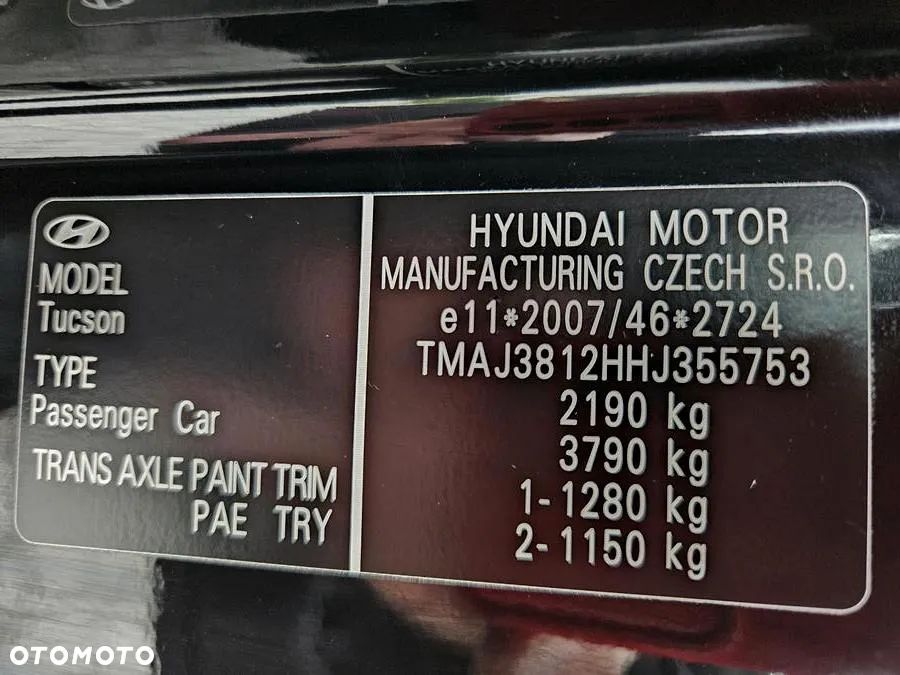 MODEL
Tucson
TYPE
Passenger Car
TRANS AXLE PAINT TRIM
PAE TRY
HYUNDAI MOTOR
MANUFACTURING CZECH S.R.O.
e11*2007/46*2724
TMAJ3812HHJ355753
2190 kg
3790 kg
1-1280 kg
2-1150 kg
OTOMOTO